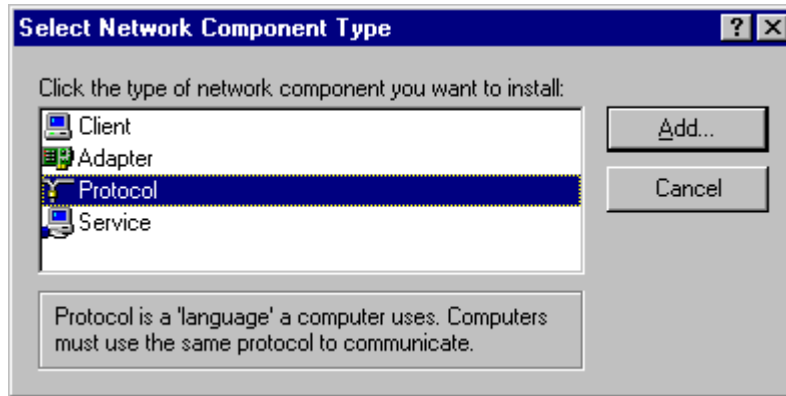 Select Network Component Type
Click the type of network component you want to install:
Client
Adapter
Protocol
Service
Add...
Cancel
Protocol is a 'language' a computer uses. Computers
must use the same protocol to communicate.